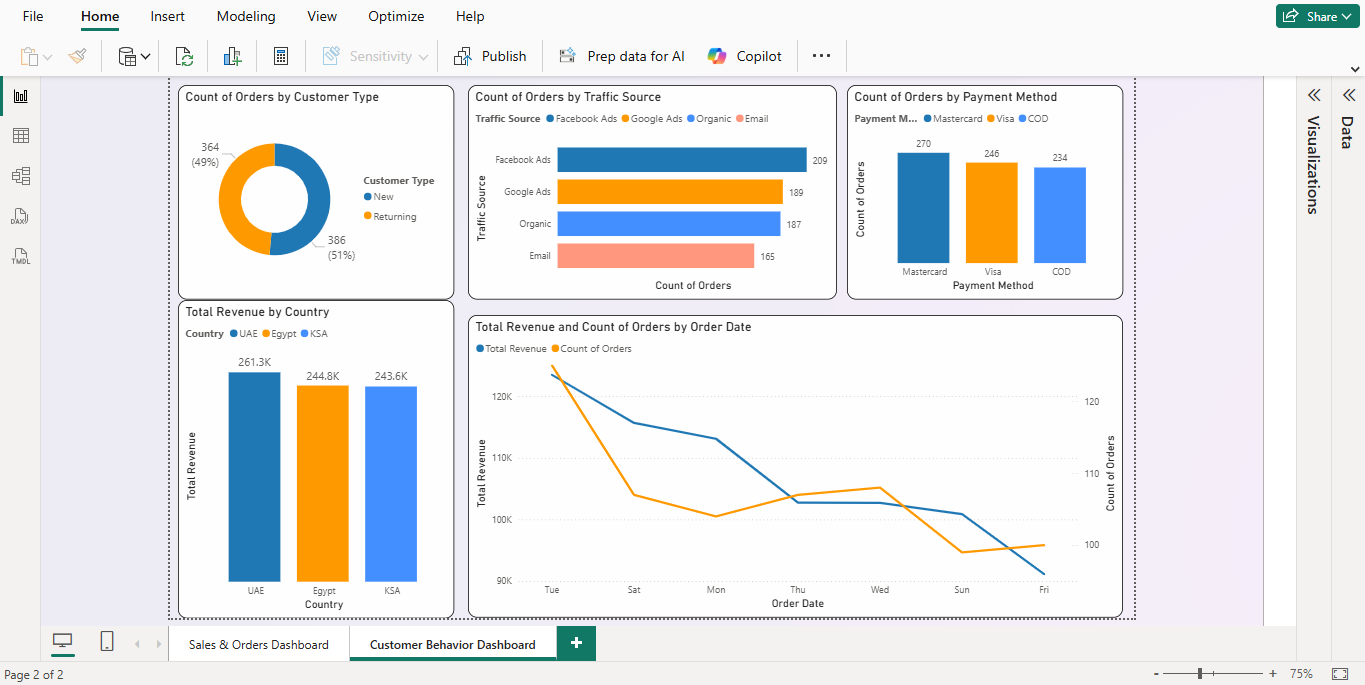 File Home Insert Modeling View Optimize Help Share
Sensitivity Publish Prep data for AI Copilot
Count of Orders by Customer Type
364
(49%)
386
(51%)
Customer Type
New
Returning
Count of Orders by Traffic Source
Traffic Source Facebook Ads Google Ads Organic Email
Traffic Source
Facebook Ads 209
Google Ads 189
Organic 187
Email 165
Count of Orders
Count of Orders by Payment Method
Payment M... Mastercard Visa COD
Count of Orders
270 246 234
Mastercard Visa COD
Payment Method
Total Revenue by Country
Country UAE Egypt KSA
Total Revenue
261.3K 244.8K 243.6K
UAE Egypt KSA
Country
Total Revenue and Count of Orders by Order Date
Total Revenue Count of Orders
Total Revenue
120K
110K
100K
90K
120
110
100
Count of Orders
Tue Sat Mon Thu Wed Sun Fri
Order Date
Visualizations
Data
DAX
TMDL
Sales & Orders Dashboard Customer Behavior Dashboard +
Page 2 of 2 - + 75%